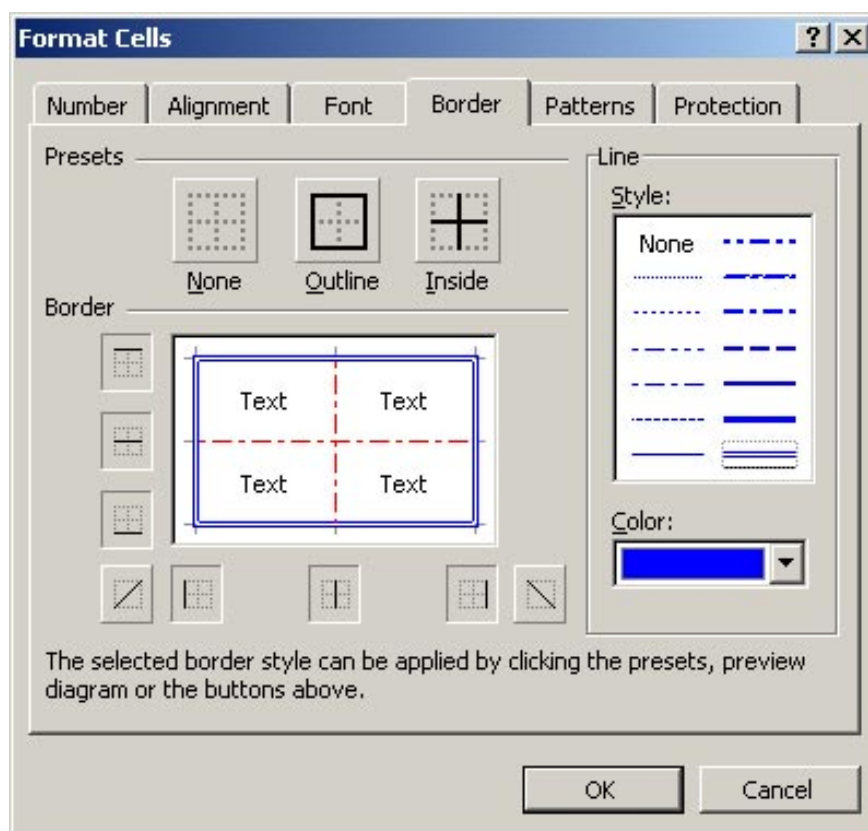 Format Cells
Number Alignment Font Border Patterns Protection
Presets
None Outline Inside
Border
Text Text
Text Text
Line
Style:
None
Color:
The selected border style can be applied by clicking the presets, preview
diagram or the buttons above.
OK Cancel